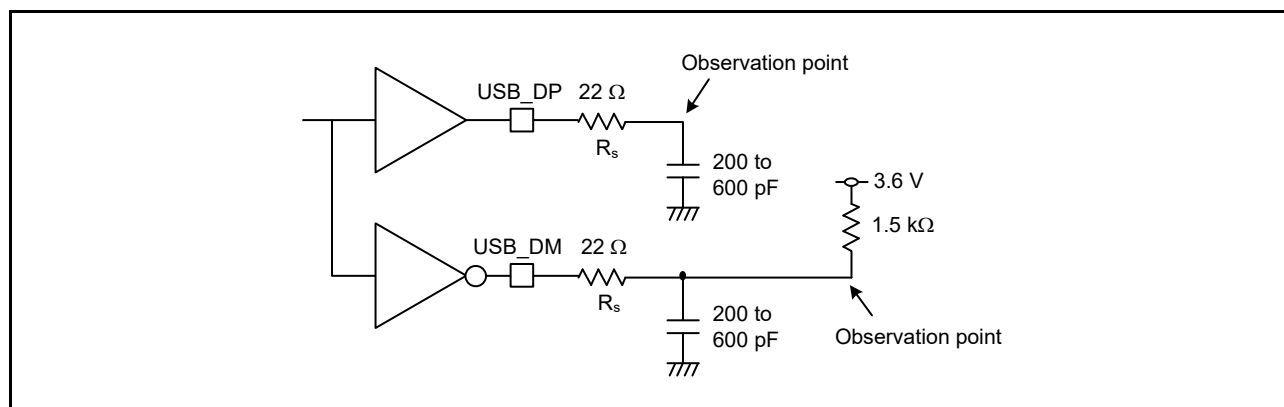 Observation point
USB_DP 22 Ω
Rs
200 to
600 pF
3.6 V
1.5 kΩ
USB_DM 22 Ω
Rs
200 to
600 pF
Observation point